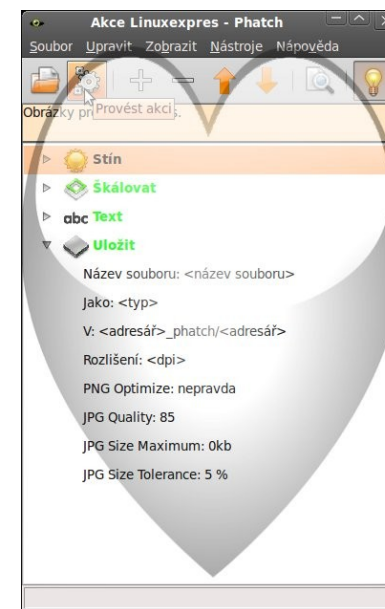 Akce Linuxexpres - Phatch
Soubor Upravit Zobrazit Nástroje Nápověda
Obrázky pr s.
Provést akci
Stín
Škálovat
abc Text
Uložit
Název souboru: <název souboru>
Jako: <typ>
V: <adresář>_phatch/<adresář>
Rozlišení: <dpi>
PNG Optimize: nepravda
JPG Quality: 85
JPG Size Maximum: 0kb
JPG Size Tolerance: 5 %